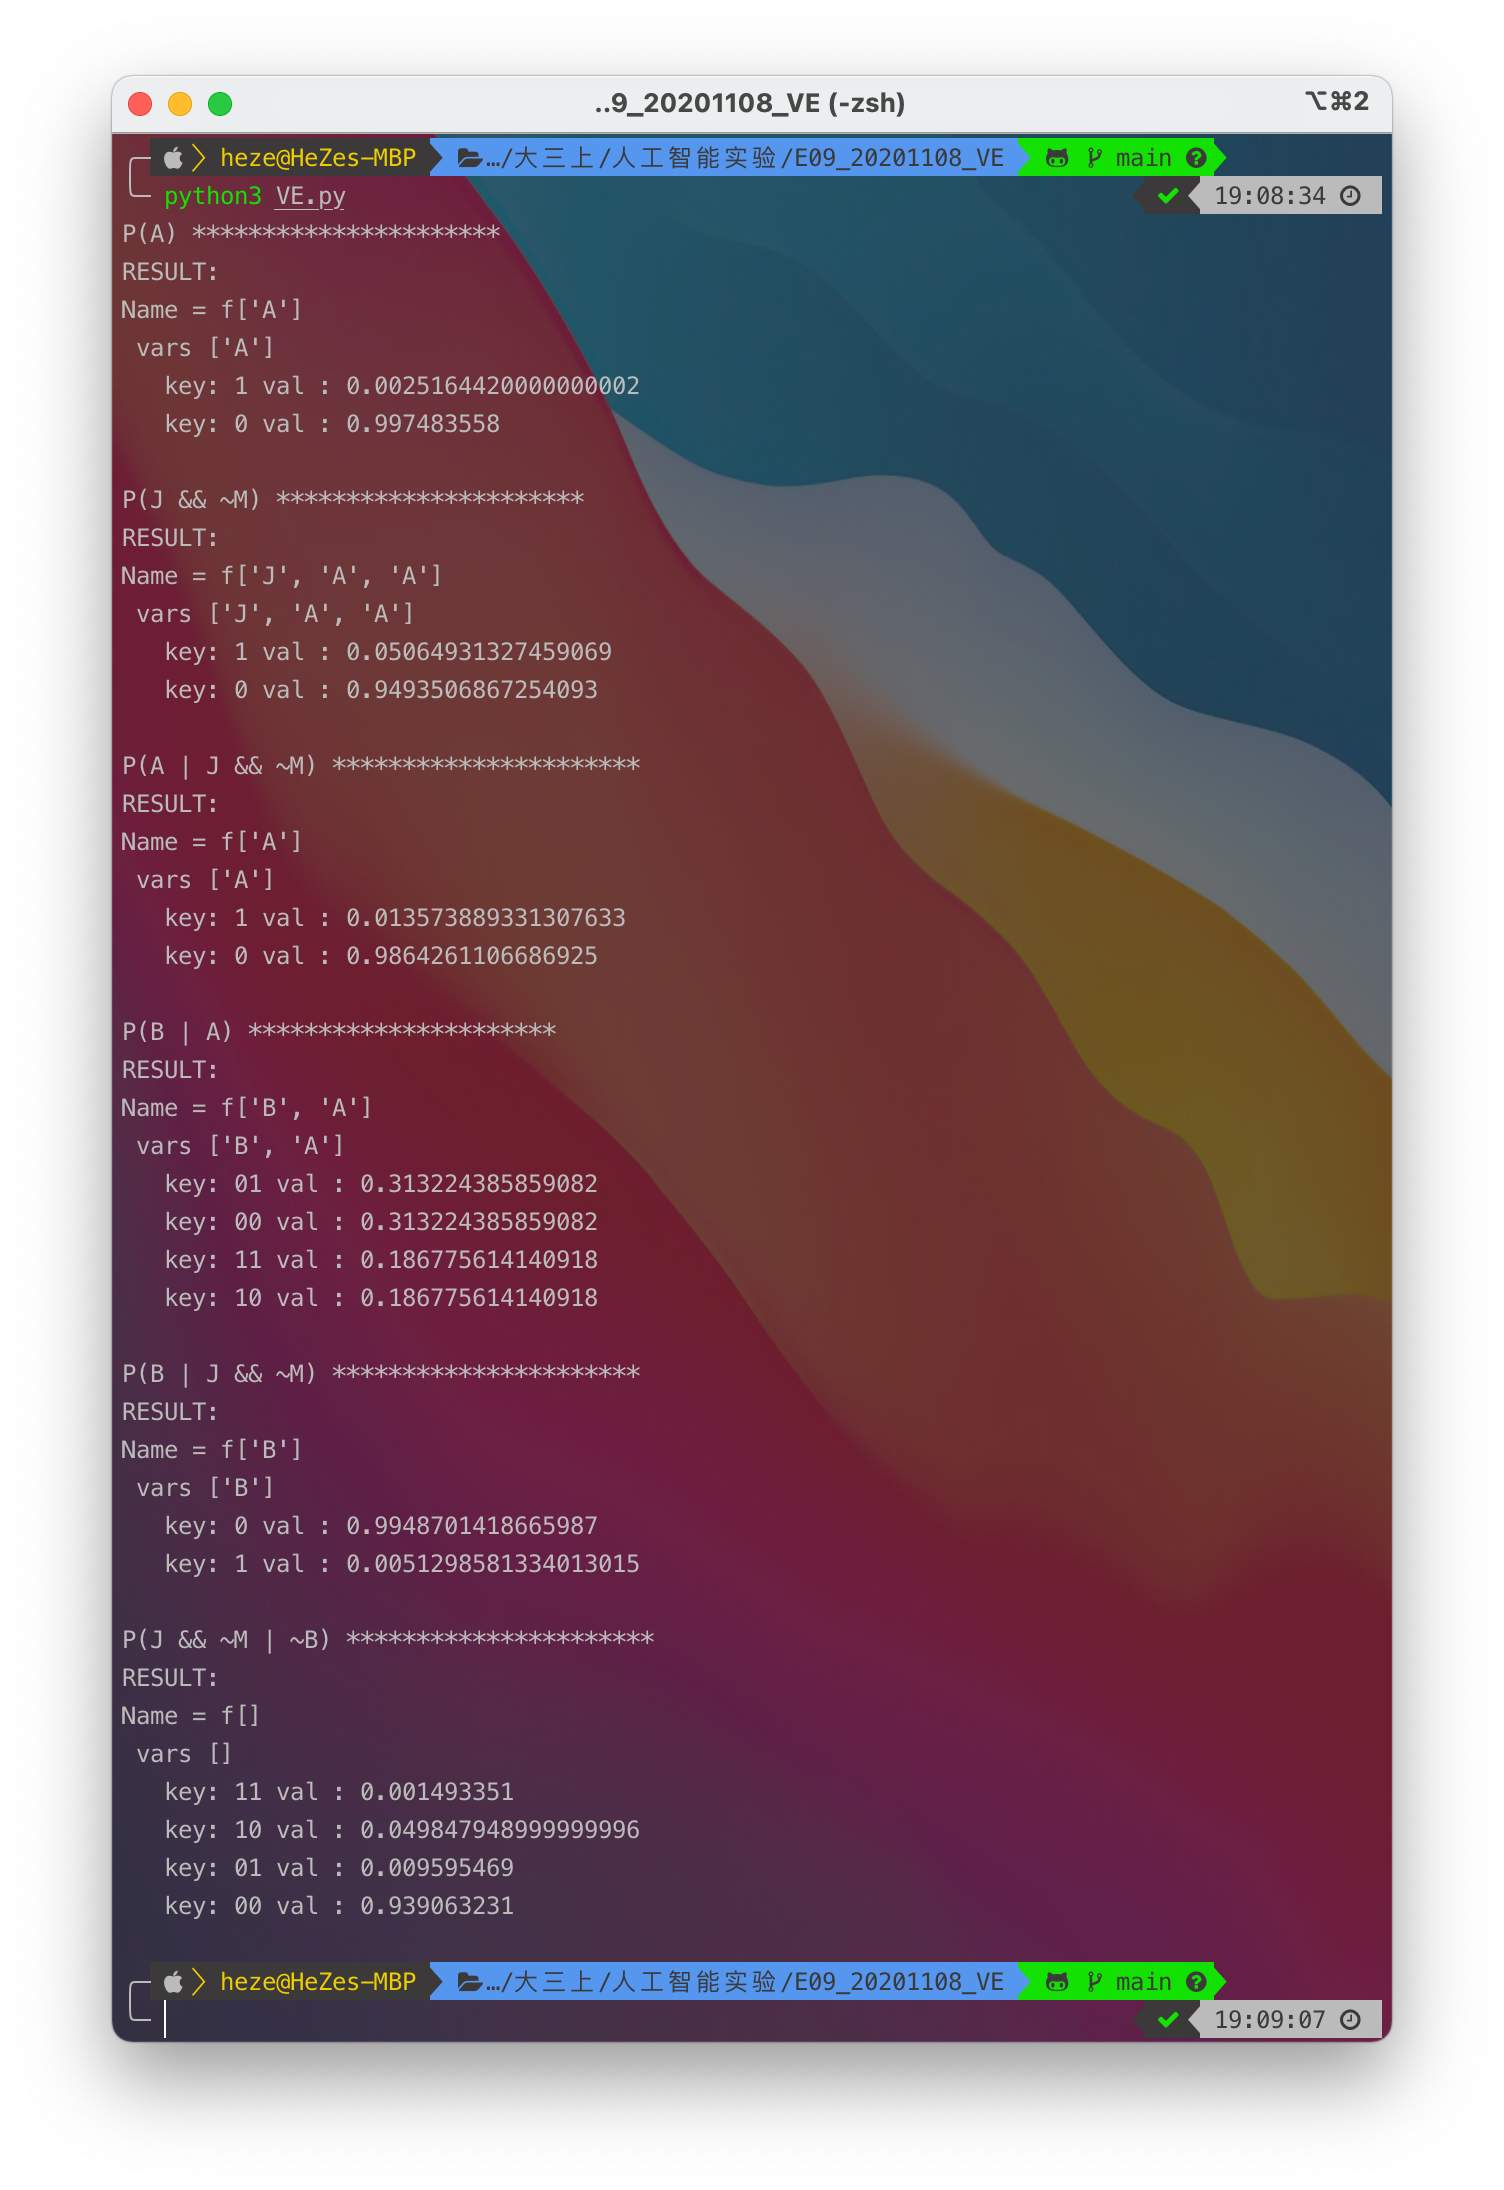 ..9_20201108_VE (-zsh) ⌥⌘2
heze@HeZes-MBP …/大三上/人工智能实验/E09_20201108_VE main ?
python3 VE.py ✔ 19:08:34
P(A) **********************
RESULT:
Name = f['A']
vars ['A']
key: 1 val : 0.0025164420000000002
key: 0 val : 0.997483558
P(J && ~M) **********************
RESULT:
Name = f['J', 'A', 'A']
vars ['J', 'A', 'A']
key: 1 val : 0.05064931327459069
key: 0 val : 0.9493506867254093
P(A | J && ~M) **********************
RESULT:
Name = f['A']
vars ['A']
key: 1 val : 0.013573889331307633
key: 0 val : 0.9864261106686925
P(B | A) **********************
RESULT:
Name = f['B', 'A']
vars ['B', 'A']
key: 01 val : 0.313224385859082
key: 00 val : 0.313224385859082
key: 11 val : 0.186775614140918
key: 10 val : 0.186775614140918
P(B | J && ~M) **********************
RESULT:
Name = f['B']
vars ['B']
key: 0 val : 0.9948701418665987
key: 1 val : 0.0051298581334013015
P(J && ~M | ~B) **********************
RESULT:
Name = f[]
vars []
key: 11 val : 0.001493351
key: 10 val : 0.049847948999999996
key: 01 val : 0.009595469
key: 00 val : 0.939063231
heze@HeZes-MBP …/大三上/人工智能实验/E09_20201108_VE main ?
✔ 19:09:07